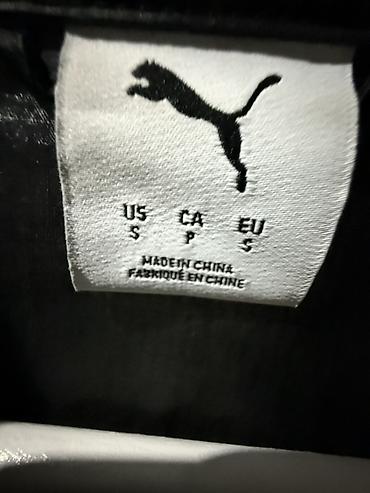 US CA EU
S P S
MADE IN CHINA
FABRIQUÉ EN CHINE